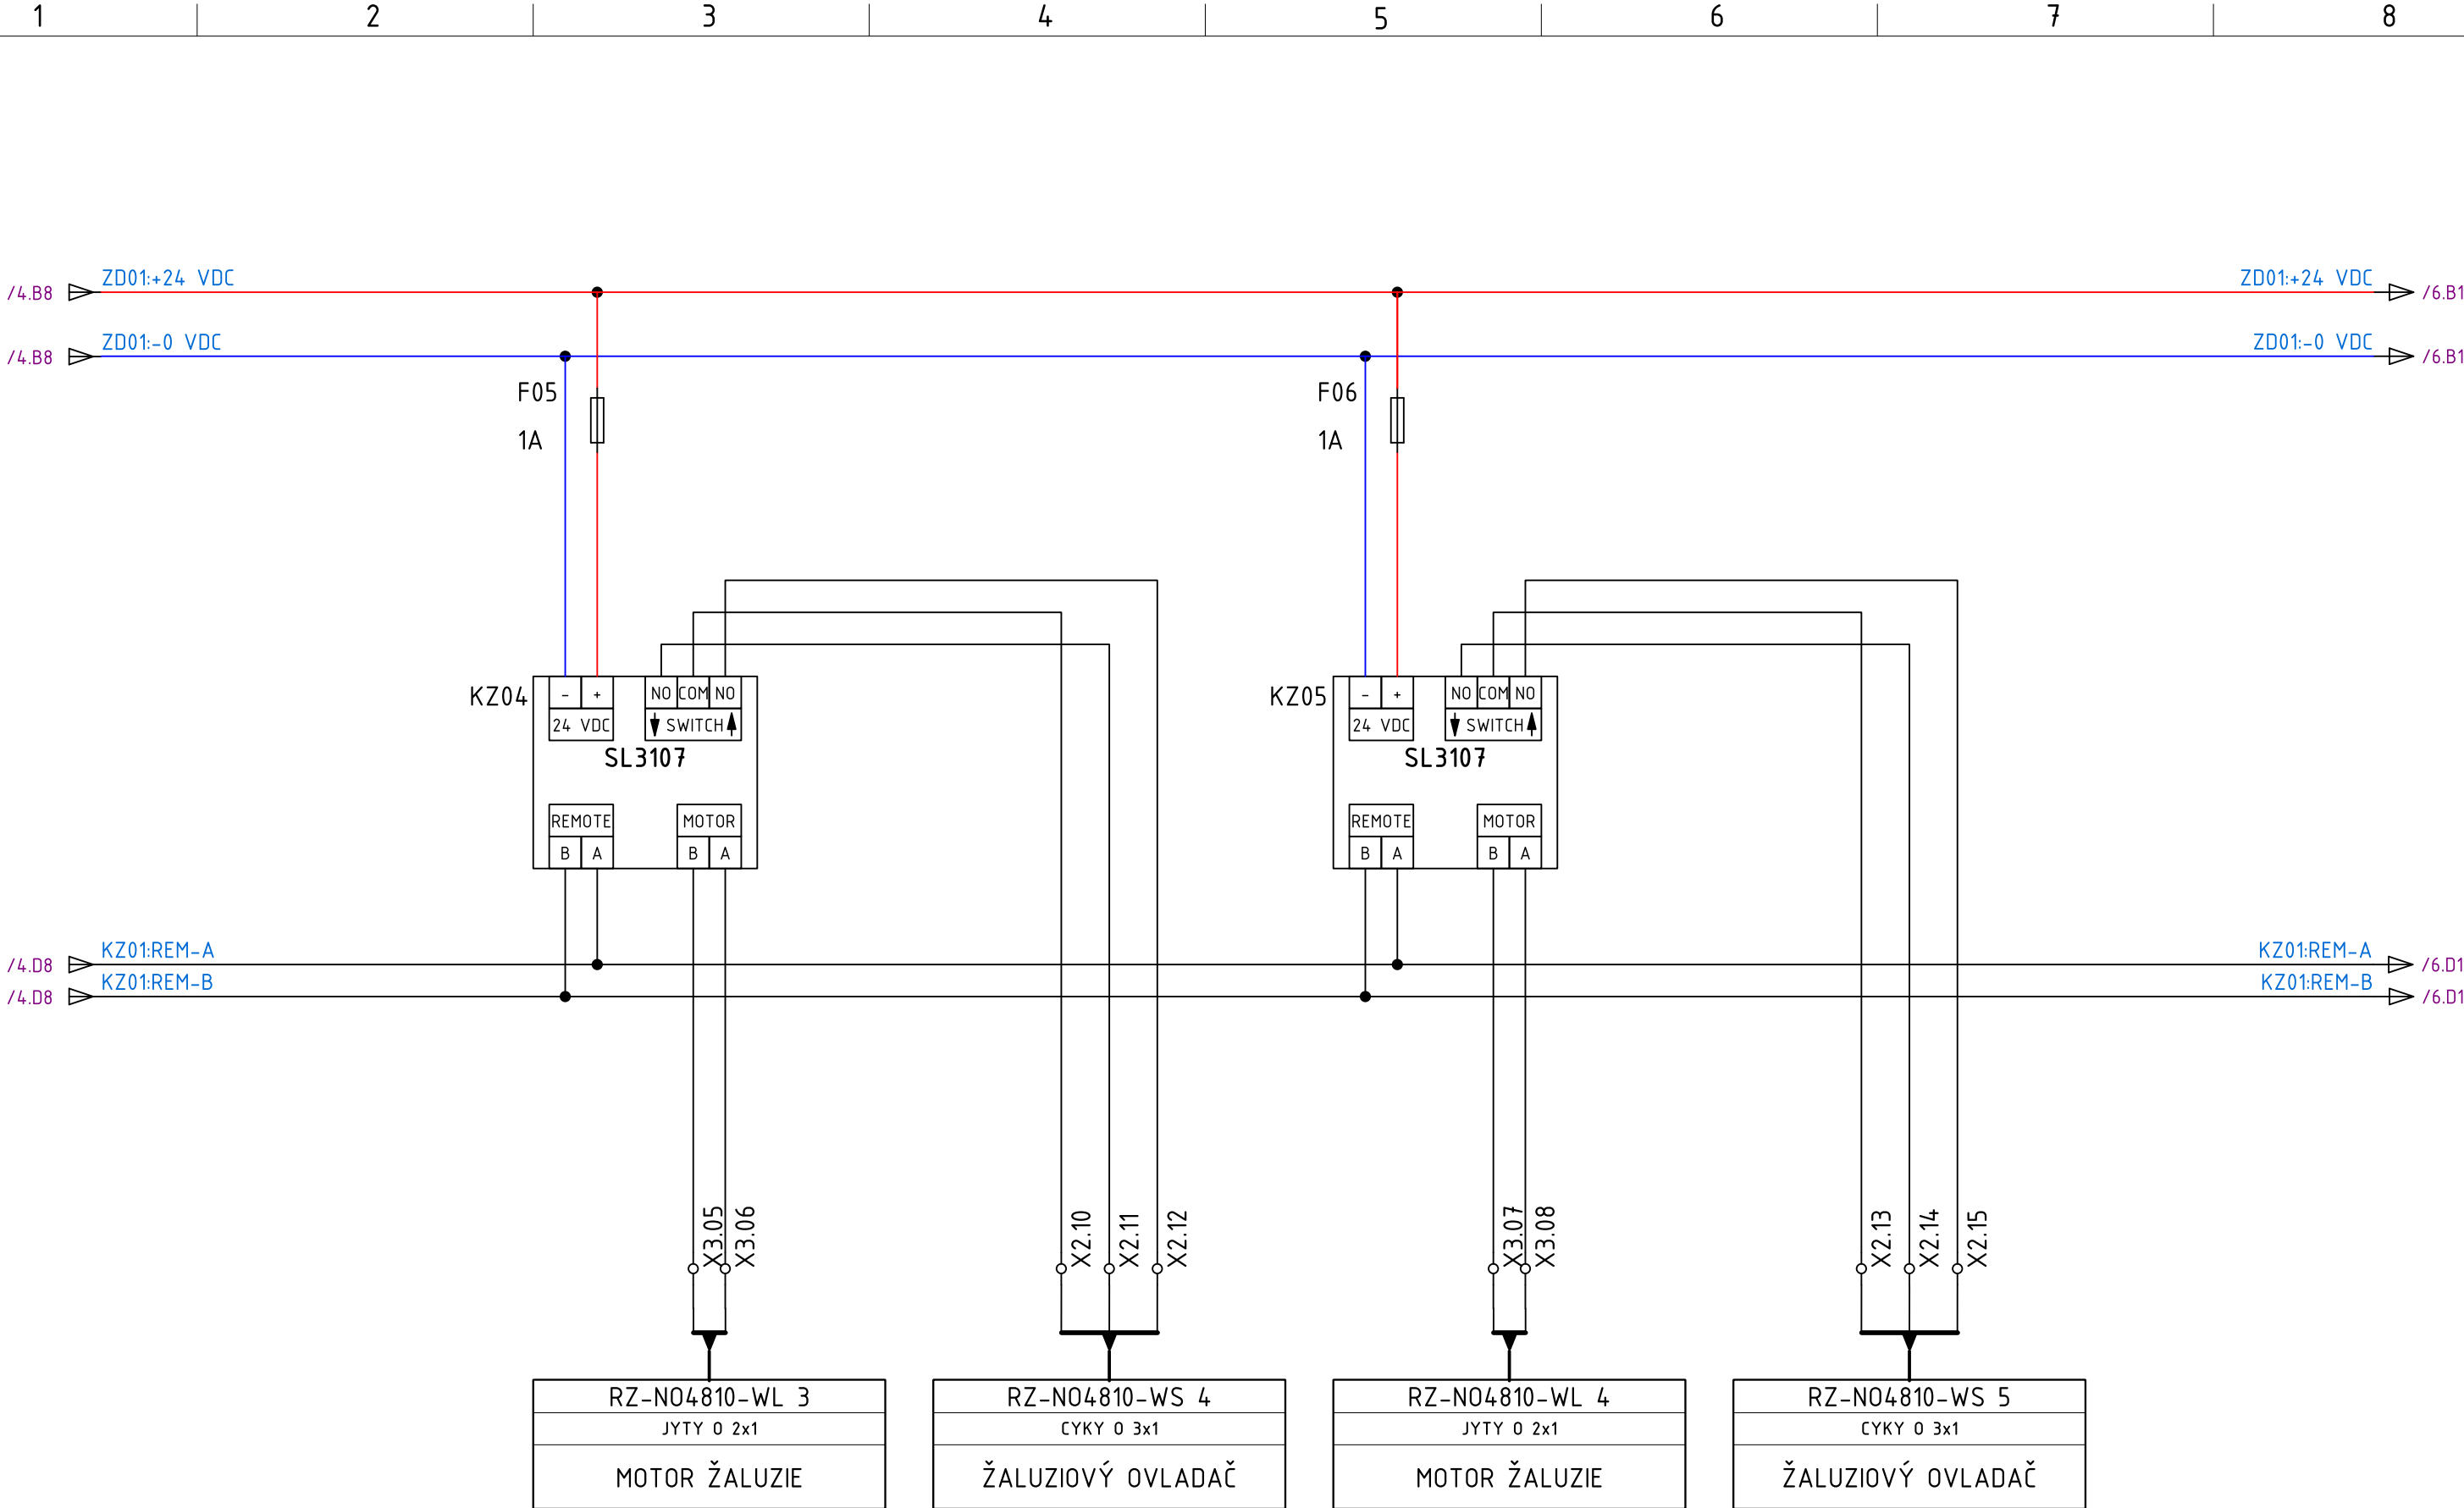 1 2 3 4 5 6 7 8
ZD01:+24 VDC ZD01:+24 VDC
/4.B8 /6.B1
ZD01:-0 VDC ZD01:-0 VDC
/4.B8 /6.B1
F05 F06
1A 1A
KZ04 - + NO COM NO KZ05 - + NO COM NO
24 VDC SWITCH 24 VDC SWITCH
SL3107 SL3107
REMOTE MOTOR REMOTE MOTOR
B A B A B A B A
KZ01:REM-A KZ01:REM-A
/4.D8 /6.D1
KZ01:REM-B KZ01:REM-B
/4.D8 /6.D1
X3.05 X3.06 X2.10 X2.11 X2.12 X3.07 X3.08 X2.13 X2.14 X2.15
RZ-NO4810-WL 3 RZ-NO4810-WS 4 RZ-NO4810-WL 4 RZ-NO4810-WS 5
JYTY O 2x1 CYKY O 3x1 JYTY O 2x1 CYKY O 3x1
MOTOR ŽALUZIE ŽALUZIOVÝ OVLADAČ MOTOR ŽALUZIE ŽALUZIOVÝ OVLADAČ